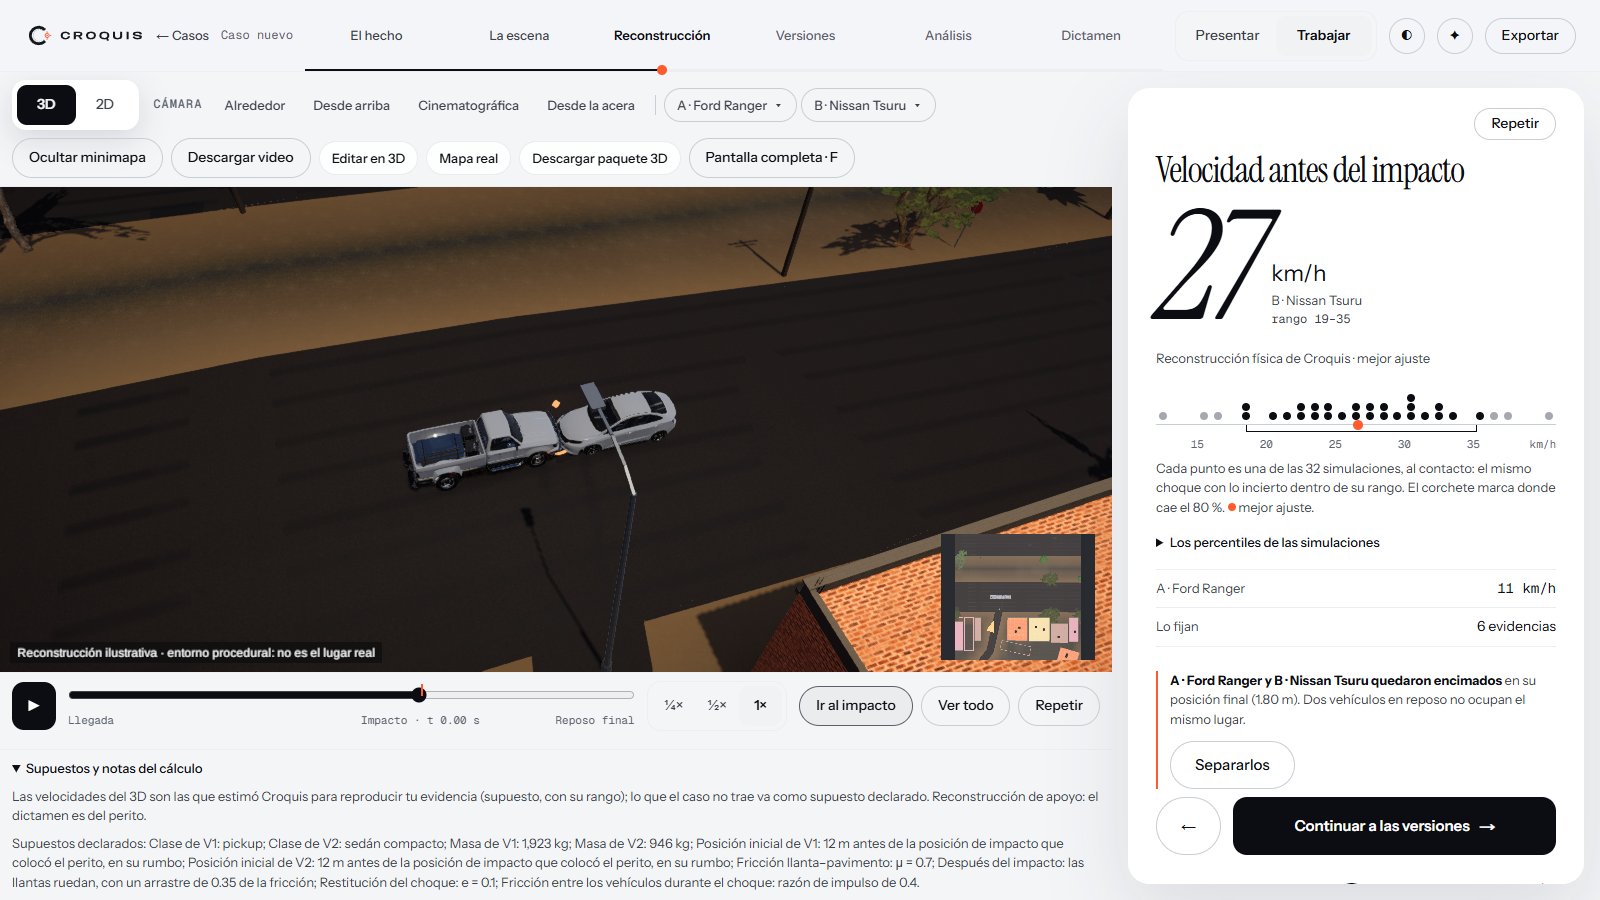 CROQUIS
← Casos
Caso nuevo
El hecho
La escena
Reconstrucción
Versiones
Análisis
Dictamen
Presentar
Trabajar
Exportar
3D
2D
CÁMARA
Alrededor
Desde arriba
Cinematográfica
Desde la acera
A · Ford Ranger
B · Nissan Tsuru
Ocultar minimapa
Descargar video
Editar en 3D
Mapa real
Descargar paquete 3D
Pantalla completa · F
Reconstrucción ilustrativa - entorno procedural: no es el lugar real
Llegada
Impacto · t 0.00 s
Reposo final
¼×
½×
1×
Ir al impacto
Ver todo
Repetir
▼ Supuestos y notas del cálculo
Las velocidades del 3D son las que estimó Croquis para reproducir tu evidencia (supuesto, con su rango); lo que el caso no trae va como supuesto declarado. Reconstrucción de apoyo: el
dictamen es del perito.
Supuestos declarados: Clase de V1: pickup; Clase de V2: sedán compacto; Masa de V1: 1,923 kg; Masa de V2: 946 kg; Posición inicial de V1: 12 m antes de la posición de impacto que
colocó el perito, en su rumbo; Posición inicial de V2: 12 m antes de la posición de impacto que colocó el perito, en su rumbo; Fricción llanta–pavimento: μ = 0.7; Después del impacto: las
llantas ruedan, con un arrastre de 0.35 de la fricción; Restitución del choque: e = 0.1; Fricción entre los vehículos durante el choque: razón de impulso de 0.4.
Repetir
Velocidad antes del impacto
27
km/h
B · Nissan Tsuru
rango 19–35
Reconstrucción física de Croquis · mejor ajuste
15
20
25
30
35
km/h
Cada punto es una de las 32 simulaciones, al contacto: el mismo
choque con lo incierto dentro de su rango. El corchete marca donde
cae el 80 %. mejor ajuste.
▶ Los percentiles de las simulaciones
A · Ford Ranger
11 km/h
Lo fijan
6 evidencias
A · Ford Ranger y B · Nissan Tsuru quedaron encimados en su
posición final (1.80 m). Dos vehículos en reposo no ocupan el
mismo lugar.
Separarlos
←
Continuar a las versiones →